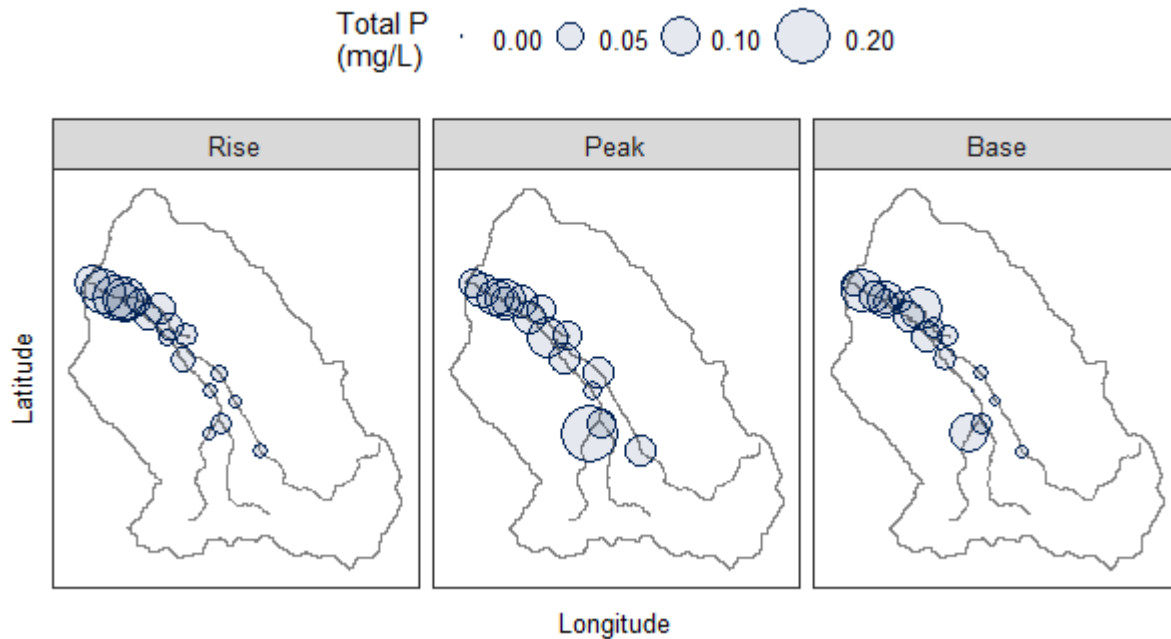 Total P
(mg/L)
0.00
0.05
0.10
0.20
Rise
Peak
Base
Latitude
Longitude